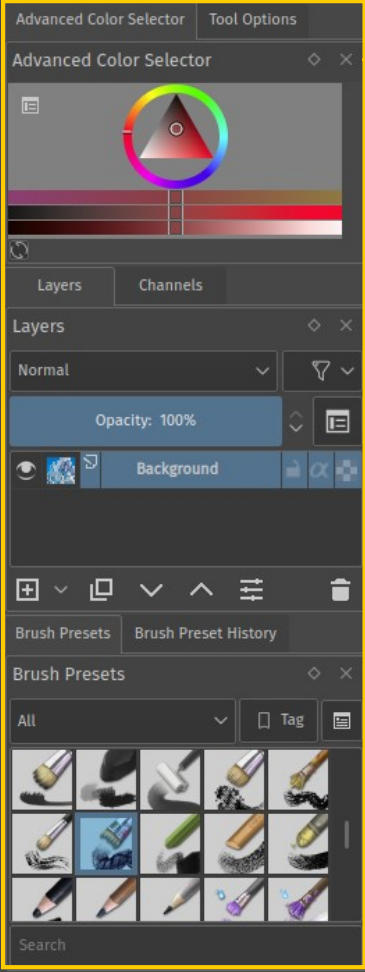 Advanced Color Selector Tool Options
Advanced Color Selector
Layers Channels
Layers
Normal
Opacity: 100%
Background
Brush Presets Brush Preset History
Brush Presets
All Tag
Search